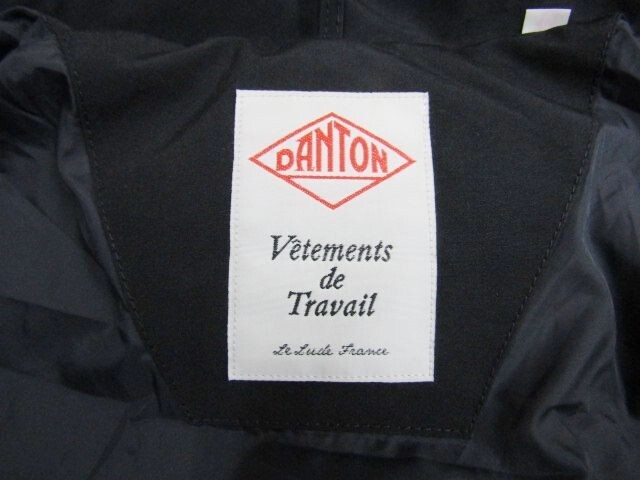 DANTON
Vêtements
de
Travail
Le Lude France